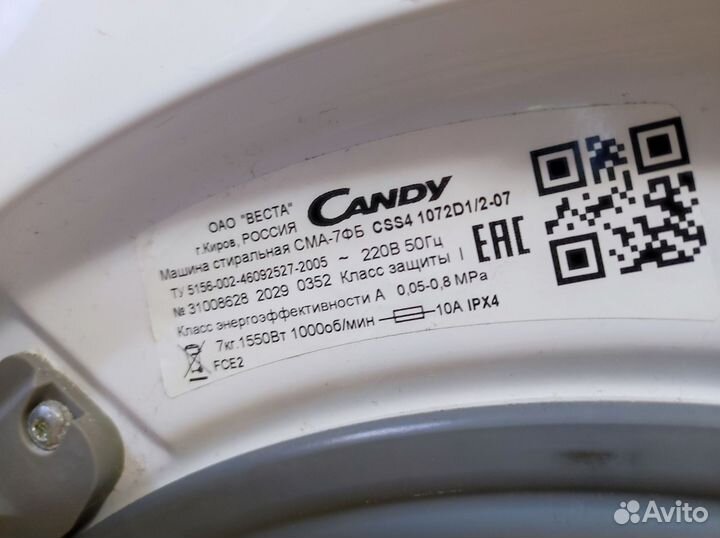 ОАО "ВЕСТА" CANDY
г.Киров, РОССИЯ
Машина стиральная СМА-7ФБ CSS4 1072D1/2-07
ТУ 5156-002-46092527-2005 ~ 220В 50Гц
№ 31008628 2029 0352 Класс защиты I
Класс энергоэффективности А 0,05-0,8 MPa
7кг.1550Вт 1000об/мин 10А IPX4
FCE2
EAC
Avito